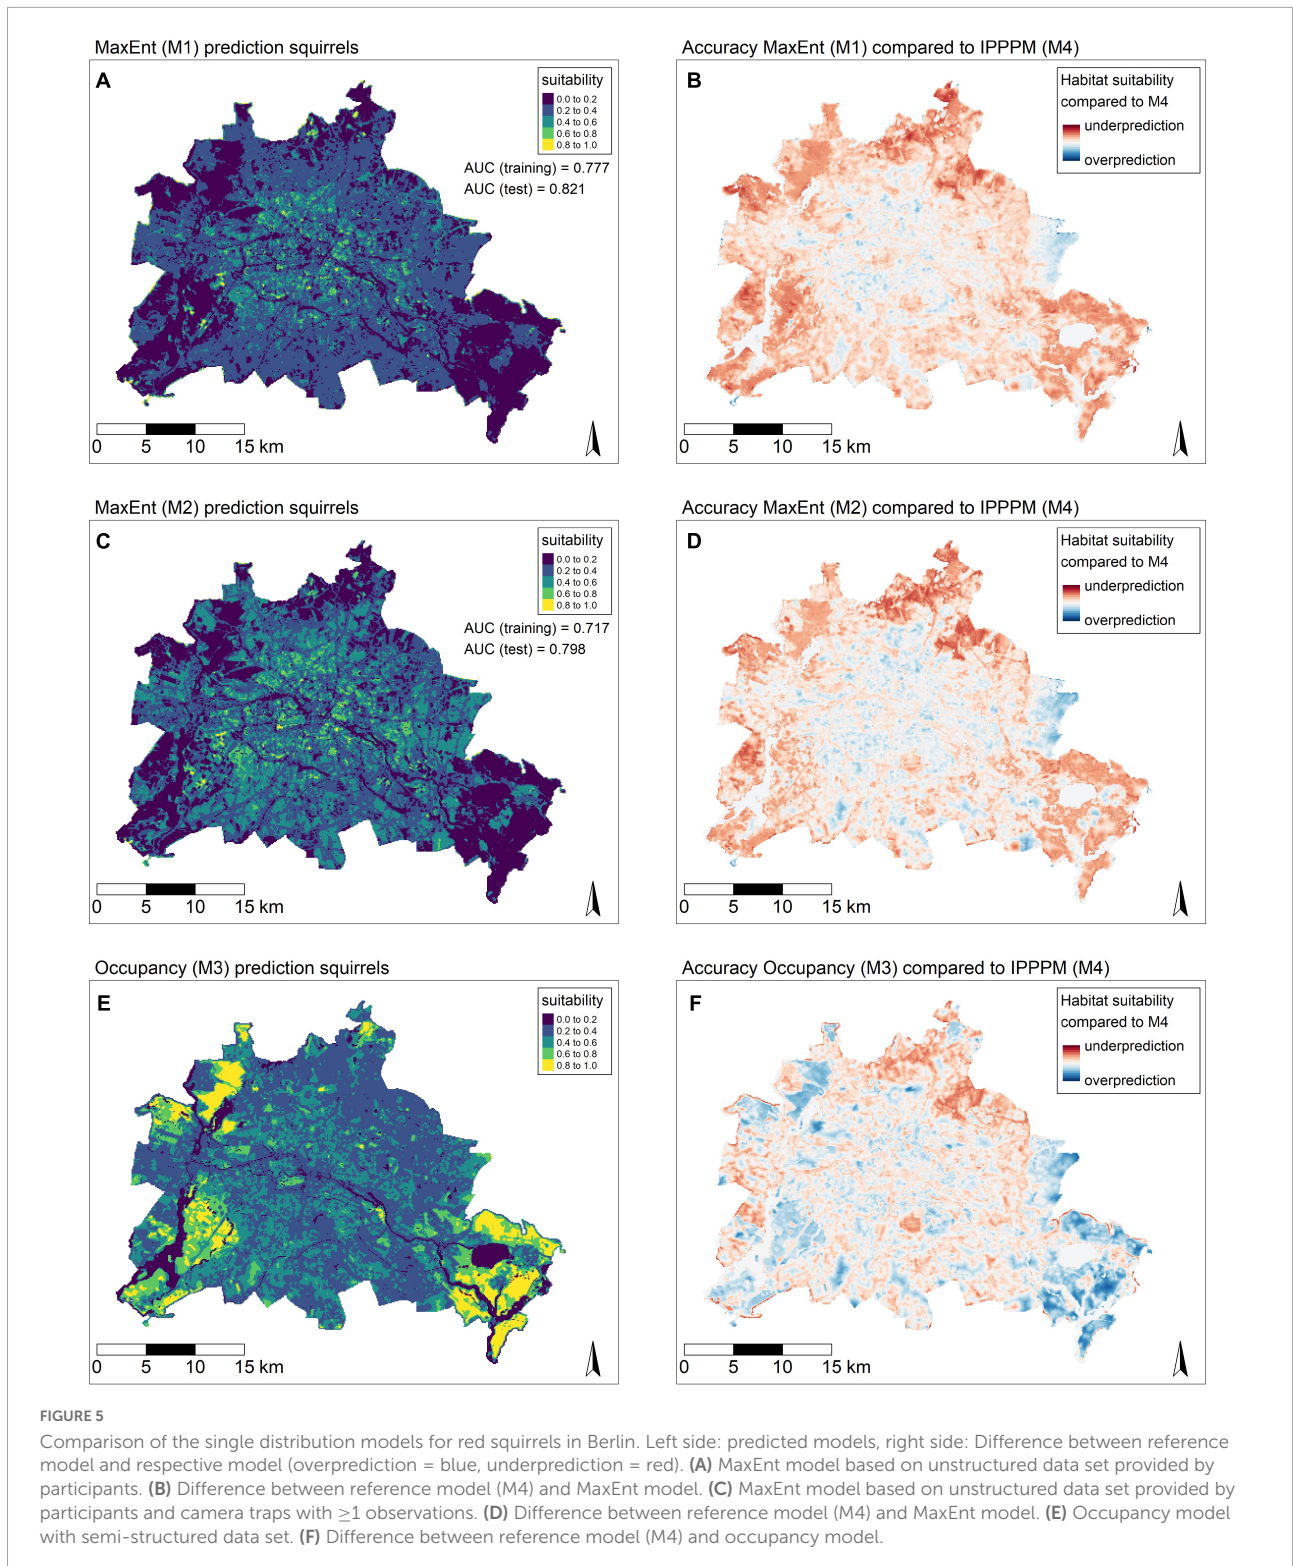 MaxEnt (M1) prediction squirrels
A
suitability
0.0 to 0.2
0.2 to 0.4
0.4 to 0.6
0.6 to 0.8
0.8 to 1.0
AUC (training) = 0.777
AUC (test) = 0.821
0 5 10 15 km
Accuracy MaxEnt (M1) compared to IPPPM (M4)
B
Habitat suitability
compared to M4
underprediction
overprediction
0 5 10 15 km
MaxEnt (M2) prediction squirrels
C
suitability
0.0 to 0.2
0.2 to 0.4
0.4 to 0.6
0.6 to 0.8
0.8 to 1.0
AUC (training) = 0.717
AUC (test) = 0.798
0 5 10 15 km
Accuracy MaxEnt (M2) compared to IPPPM (M4)
D
Habitat suitability
compared to M4
underprediction
overprediction
0 5 10 15 km
Occupancy (M3) prediction squirrels
E
suitability
0.0 to 0.2
0.2 to 0.4
0.4 to 0.6
0.6 to 0.8
0.8 to 1.0
0 5 10 15 km
Accuracy Occupancy (M3) compared to IPPPM (M4)
F
Habitat suitability
compared to M4
underprediction
overprediction
0 5 10 15 km
FIGURE 5
Comparison of the single distribution models for red squirrels in Berlin. Left side: predicted models, right side: Difference between reference
model and respective model (overprediction = blue, underprediction = red). (A) MaxEnt model based on unstructured data set provided by
participants. (B) Difference between reference model (M4) and MaxEnt model. (C) MaxEnt model based on unstructured data set provided by
participants and camera traps with ≥1 observations. (D) Difference between reference model (M4) and MaxEnt model. (E) Occupancy model
with semi-structured data set. (F) Difference between reference model (M4) and occupancy model.